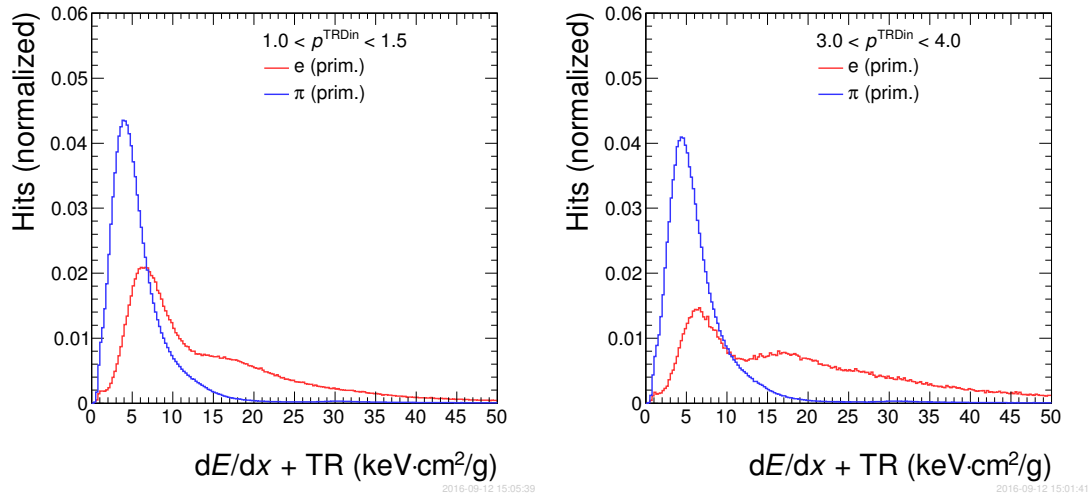 Hits (normalized)
0.06
0.05
0.04
0.03
0.02
0.01
0
1.0 < p^TRDin < 1.5
e (prim.)
π (prim.)
0 5 10 15 20 25 30 35 40 45 50
dE/dx + TR (keV·cm²/g)
2016-09-12 15:05:39
Hits (normalized)
0.06
0.05
0.04
0.03
0.02
0.01
0
3.0 < p^TRDin < 4.0
e (prim.)
π (prim.)
0 5 10 15 20 25 30 35 40 45 50
dE/dx + TR (keV·cm²/g)
2016-09-12 15:01:41